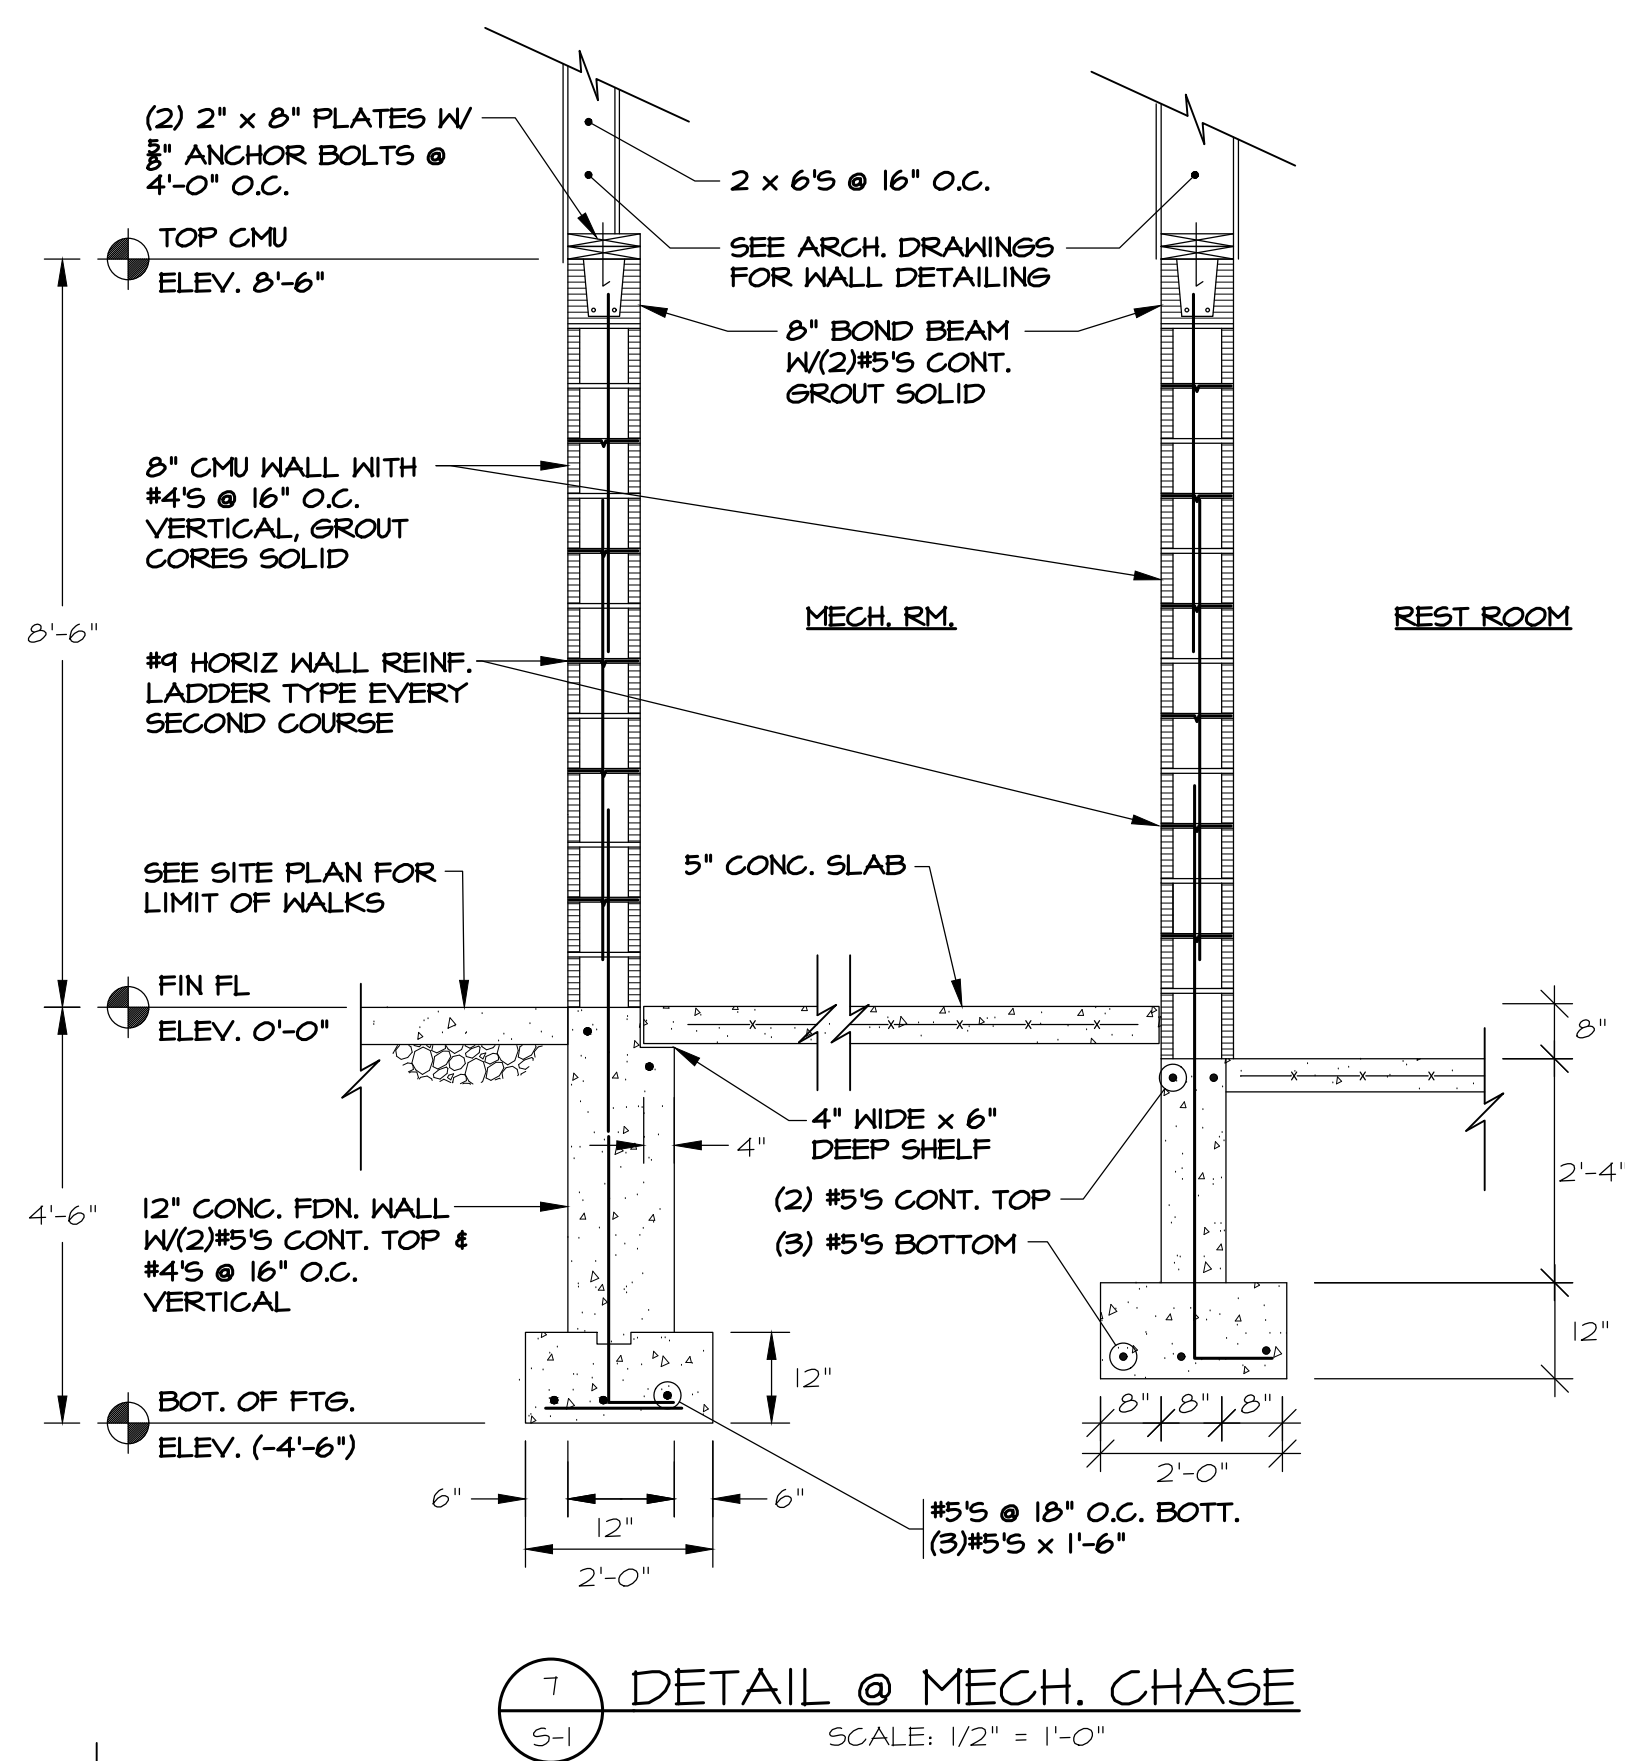 (2) 2" x 8" PLATES W/
5/8" ANCHOR BOLTS @
4'-0" O.C.
2 x 6'S @ 16" O.C.
TOP CMU
ELEV. 8'-6"
SEE ARCH. DRAWINGS
FOR WALL DETAILING
8" BOND BEAM
W/(2)#5'S CONT.
GROUT SOLID
8" CMU WALL WITH
#4'S @ 16" O.C.
VERTICAL, GROUT
CORES SOLID
8'-6"
MECH. RM.
REST ROOM
#9 HORIZ WALL REINF.
LADDER TYPE EVERY
SECOND COURSE
SEE SITE PLAN FOR
LIMIT OF WALKS
5" CONC. SLAB
FIN FL
ELEV. 0'-0"
8"
4" WIDE x 6"
DEEP SHELF
4"
2'-4"
4'-6"
12" CONC. FDN. WALL
W/(2)#5'S CONT. TOP &
#4'S @ 16" O.C.
VERTICAL
(2) #5'S CONT. TOP
(3) #5'S BOTTOM
12"
12"
BOT. OF FTG.
ELEV. (-4'-6")
8" 8" 8"
2'-0"
6" 12" 6"
2'-0"
#5'S @ 18" O.C. BOTT.
(3)#5'S x 1'-6"
7
S-1
DETAIL @ MECH. CHASE
SCALE: 1/2" = 1'-0"